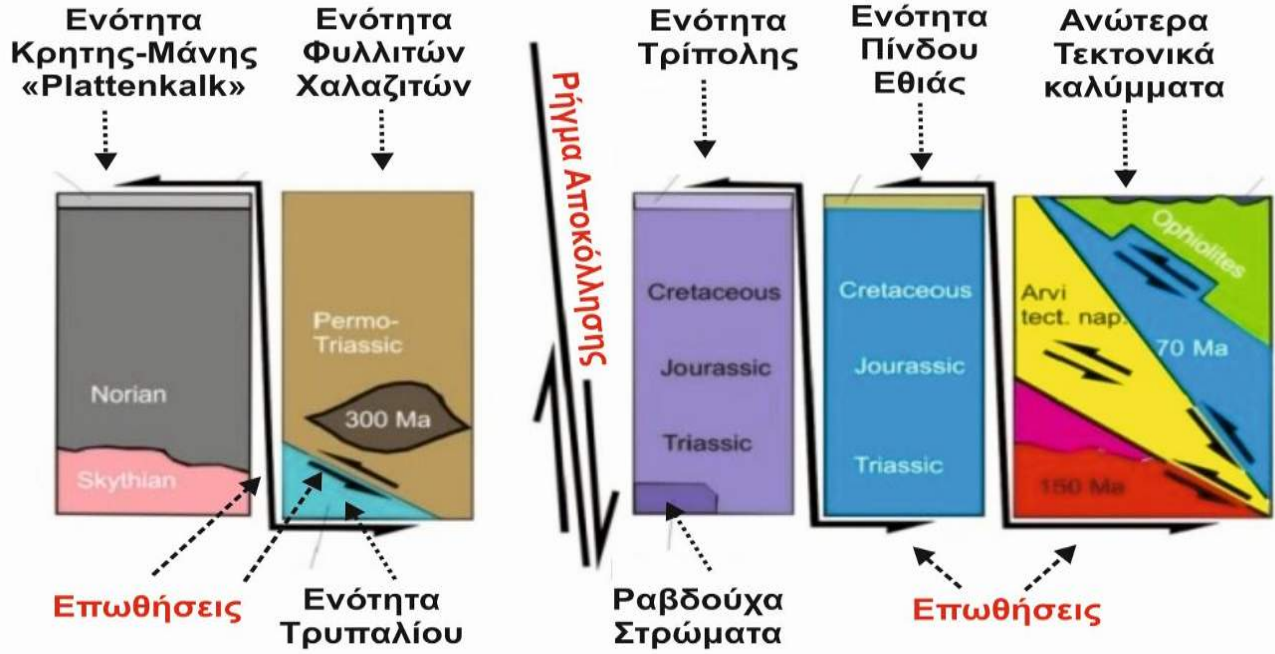 Ενότητα
Κρητης-Μάνης
«Plattenkalk»
Ενότητα
Φυλλιτών
Χαλαζιτών
Ενότητα
Τρίπολης
Ενότητα
Πίνδου
Εθιάς
Ανώτερα
Τεκτονικά
καλύμματα
Ρήγμα Αποκόλλησης
Norian
Skythian
Permo-
Triassic
300 Ma
Cretaceous
Jourassic
Triassic
Cretaceous
Jourassic
Triassic
Ophiolites
Arvi
tect. nap.
70 Ma
150 Ma
Επωθήσεις
Ενότητα
Τρυπαλίου
Ραβδούχα
Στρώματα
Επωθήσεις